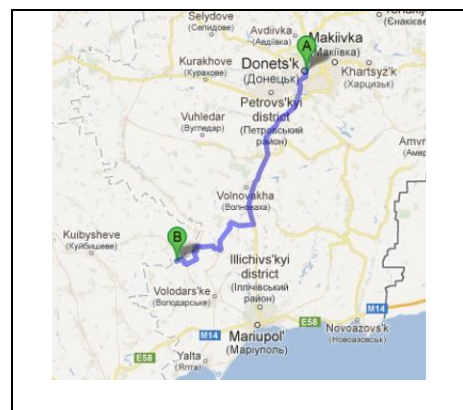 Selydove
(Селидове)
Avdiivka
(Авдіївка)
A
Makiivka
(Макіївка)
(Єнакієве)
Kurakhove
(Курахове)
Donets'k
(Донецьк)
Khartsyz'k
(Харцизьк)
Petrovs'kyi
district
(Петровський
район)
Vuhledar
(Вугледар)
Amvr
(Амвр
Volnovakha
(Волноваха)
B
Kuibysheve
(Куйбишеве)
Volodars'ke
(Володарське)
Illichivs'kyi
district
(Іллічівський
район)
M14
E58
M14
Mariupol'
(Маріуполь)
Novoazovs'k
(Новоазовськ)
E58
Yalta
(Ялта)